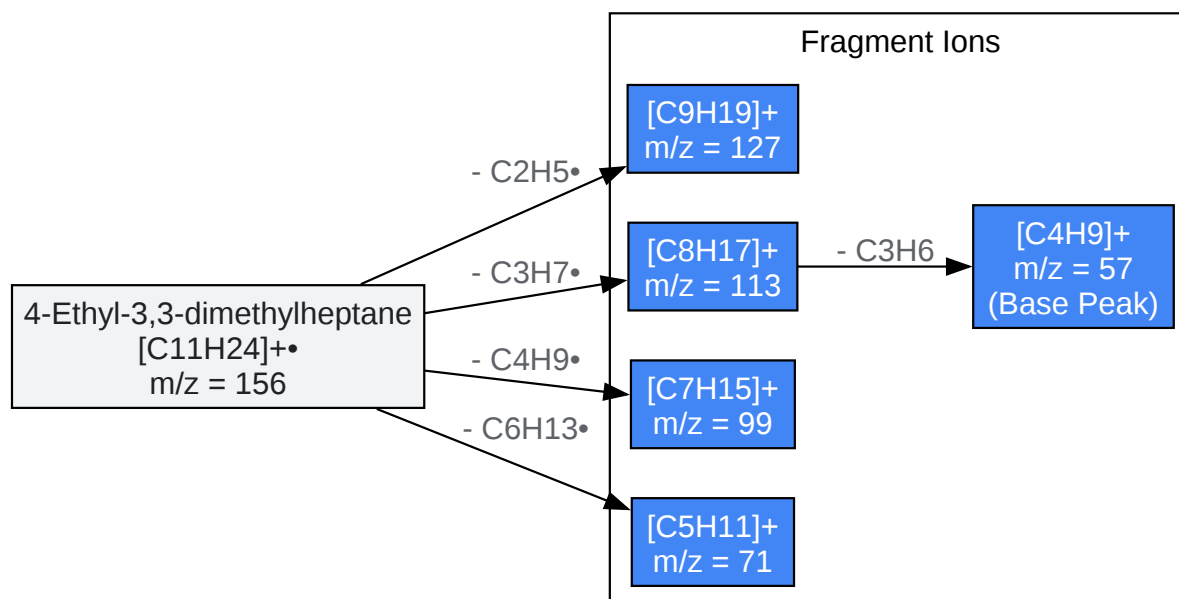 Fragment Ions
[C9H19]+
m/z = 127
- C2H5•
[C8H17]+
m/z = 113
- C3H6
[C4H9]+
m/z = 57
(Base Peak)
- C3H7•
4-Ethyl-3,3-dimethylheptane
[C11H24]+•
m/z = 156
- C4H9•
[C7H15]+
m/z = 99
- C6H13•
[C5H11]+
m/z = 71